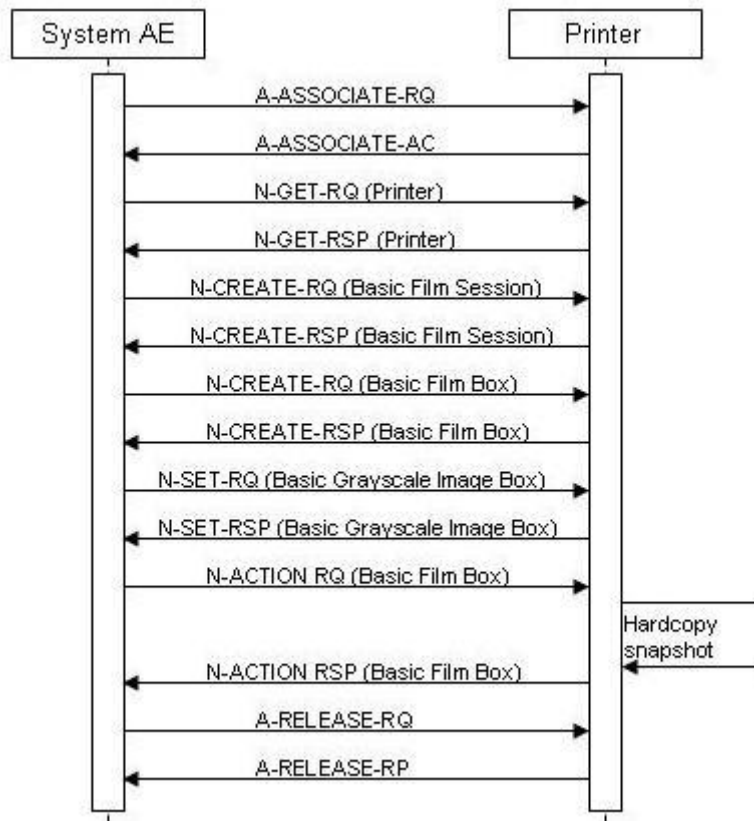 System AE
Printer
A-ASSOCIATE-RQ
A-ASSOCIATE-AC
N-GET-RQ (Printer)
N-GET-RSP (Printer)
N-CREATE-RQ (Basic Film Session)
N-CREATE-RSP (Basic Film Session)
N-CREATE-RQ (Basic Film Box)
N-CREATE-RSP (Basic Film Box)
N-SET-RQ (Basic Grayscale Image Box)
N-SET-RSP (Basic Grayscale Image Box)
N-ACTION RQ (Basic Film Box)
Hardcopy
snapshot
N-ACTION RSP (Basic Film Box)
A-RELEASE-RQ
A-RELEASE-RP